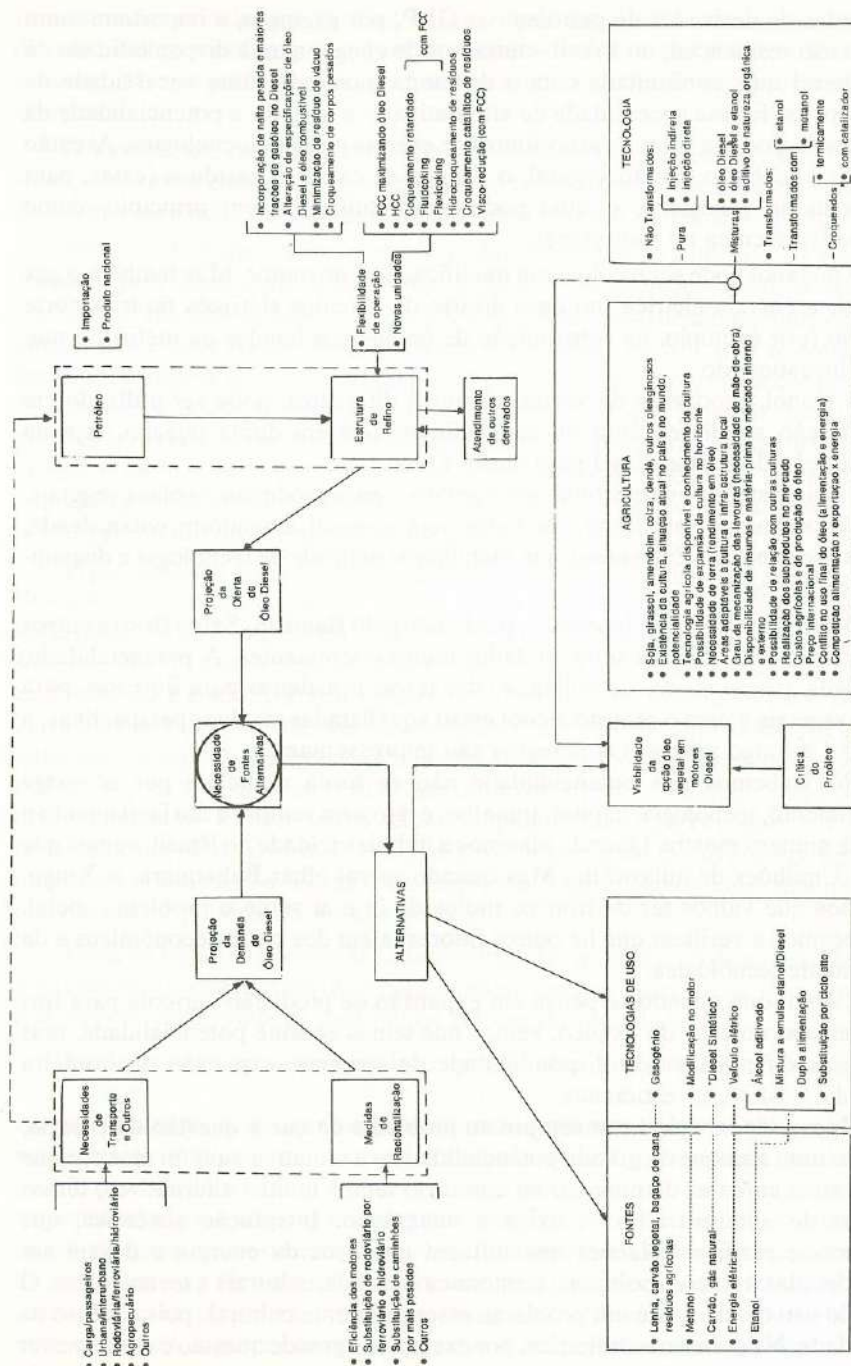 • Carga/passageiros
• Urbano/interurbano
• Rodoviária/ferroviária/hidroviário
• Agropecuário
• Outros
Necessidades
de
Transporte
e Outros
• Eficiência dos motores
• Substituição de rodoviário por
ferroviário e hidroviário
• Substituição de caminhões
por mais pesados
• Outros
Medidas
de
Racionalização
Projeção
da
Demanda
de
Óleo Diesel
Necessidade
de
Fontes
Alternativas
Projeção
da
Oferta
de
Óleo Diesel
Petróleo
• Importação
• Produto nacional
Estrutura
de
Refino
Atendimento
de outros
derivados
• Flexibilidade
de operação
• Novas unidades
• Incorporação de nafta pesada e maiores
frações de gasóleo no Diesel
• Alteração de especificações de óleo
Diesel e óleo combustível
• Minimização de resíduo de vácuo
• Croqueamento de corpos pesados
• FCC maximizando óleo Diesel
• HCC
• Coqueamento retardado
• Fluicoking
• Flexicoking
com FCC
• Hidrocroqueamento de resíduos
• Croqueamento catalítico de resíduos
• Visco-redução (com FCC)
ALTERNATIVAS
FONTES
TECNOLOGIA DE USO
• Lenha, carvão vegetal, bagaço de cana,
resíduos agrícolas
• Gasogênio
• Metanol
• Modificação no motor
• Carvão, gás natural
• "Diesel Sintético
• Energia elétrica
• Veículo elétrico
• Etanol
• Álcool aditivado
• Mistura a emulso etanol/Diesel
• Dupla alimentação
• Substituição por ciclo otto
Viabilidade
da
opção óleo
vegetal em
motores
Diesel
Crítica
do
Proóleo
AGRICULTURA
• Soja, girassol, amendoim, colza, dendê, outros oleaginosos
• Existência da cultura, situação atual no país e no mundo,
potencialidade
• Tecnologia agrícola disponível e conhecimento da cultura
• Possibilidade de expansão da cultura no horizonte
• Necessidade de terra (rendimento em óleo)
• Áreas adaptáveis à cultura e infra-estrutura local
• Grau da mecanização das lavouras (necessidade de mão-de-obra)
• Disponibilidade de insumos e matéria-prima no mercado interno
e externo
• Possibilidade de relação com outras culturas
• Realização dos subprodutos no mercado
• Custos agrícolas e da produção do óleo
• Preço internacional
• Conflito no uso final do óleo (alimentação e energia)
• Composição alimentação x exportação x energia
TECNOLOGIA
• Não Transformados:
– Pura
• Injeção indireta
• injeção direta
– Misturas
• óleo Diesel
• óleo Diesel e etanol
• aditivo de natureza orgânica
• Transformados:
– Transformados com
• etanol
• metanol
– Croqueados
• termicamente
• com catalizador